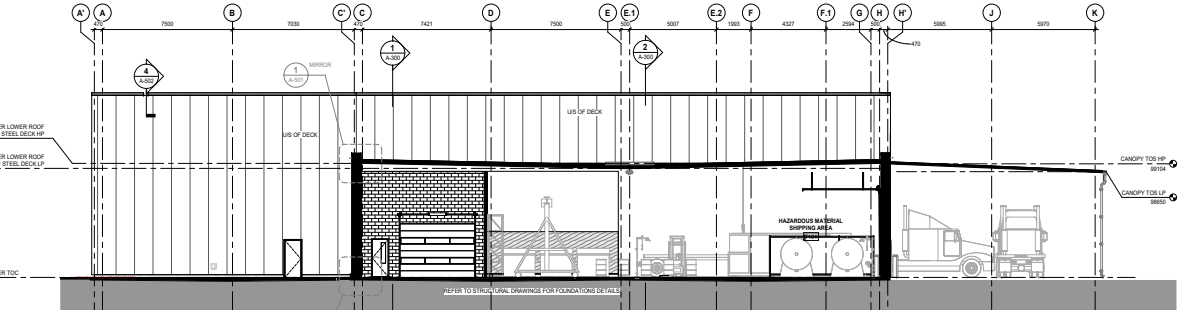 A' A B C' C D E E.1 E.2 F F.1 G H H' J K
470 7500 7030 470 7421 7500 500 5007 1993 4327 2594 500 5995 5970
470
4
A-502
1
A-501
MIRROR
1
A-300
2
A-300
U/S OF DECK
U/S OF DECK
ER LOWER ROOF
STEEL DECK HP
ER LOWER ROOF
STEEL DECK LP
CANOPY TOS HP
99104
CANOPY TOS LP
98650
HAZARDOUS MATERIAL
SHIPPING AREA
ER TOC
REFER TO STRUCTURAL DRAWINGS FOR FOUNDATIONS DETAILS